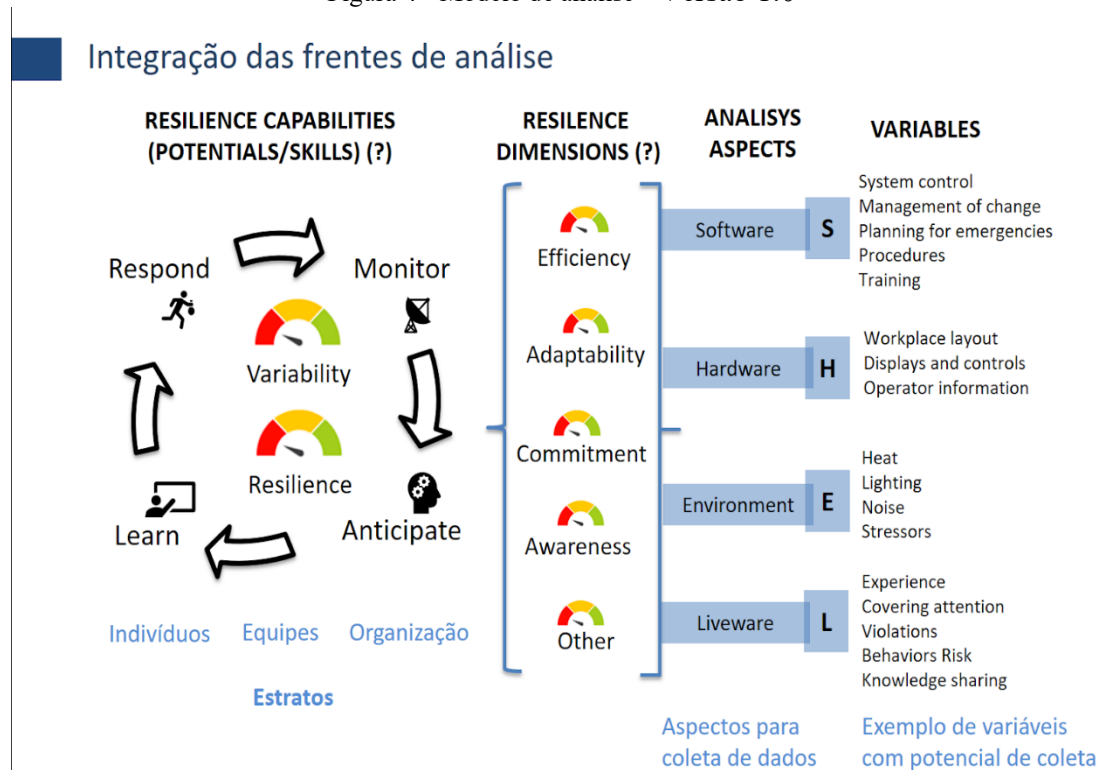 Integração das frentes de análise
RESILIENCE CAPABILITIES
(POTENTIALS/SKILLS) (?)
Respond
Monitor
Variability
Resilience
Learn
Anticipate
Indivíduos
Equipes
Organização
Estratos
RESILENCE
DIMENSIONS (?)
Efficiency
Adaptability
Commitment
Awareness
Other
ANALISYS
ASPECTS
Software
S
Hardware
H
Environment
E
Liveware
L
Aspectos para
coleta de dados
VARIABLES
System control
Management of change
Planning for emergencies
Procedures
Training
Workplace layout
Displays and controls
Operator information
Heat
Lighting
Noise
Stressors
Experience
Covering attention
Violations
Behaviors Risk
Knowledge sharing
Exemplo de variáveis
com potencial de coleta